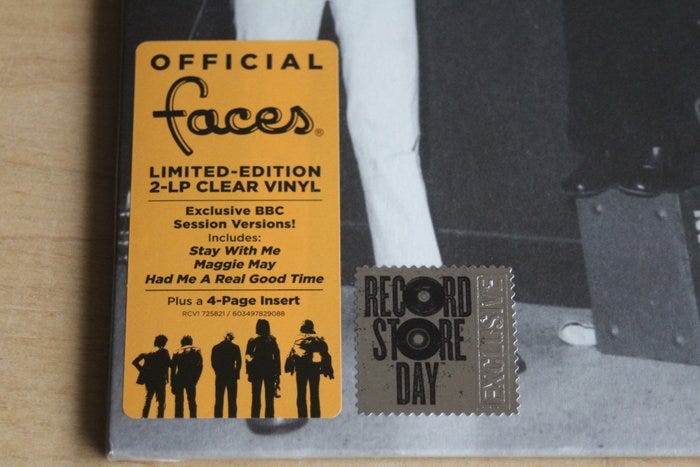 OFFICIAL
faces®
LIMITED-EDITION
2-LP CLEAR VINYL
Exclusive BBC
Session Versions!
Includes:
Stay With Me
Maggie May
Had Me A Real Good Time
Plus a 4-Page Insert
RCV1 725821 / 603497829088
RECORD
STORE
DAY
EXCLUSIVE